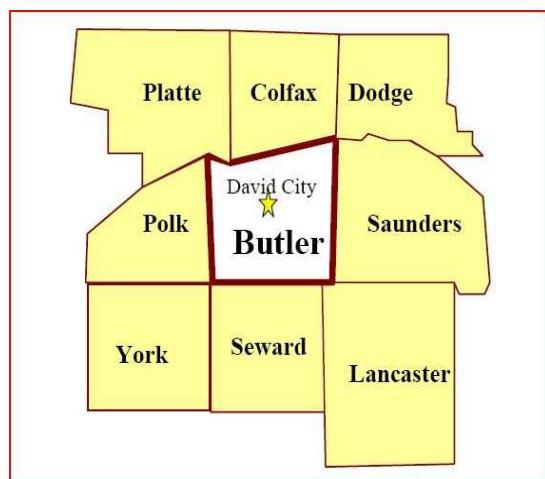 Platte Colfax Dodge
David City
Polk Butler Saunders
York Seward Lancaster